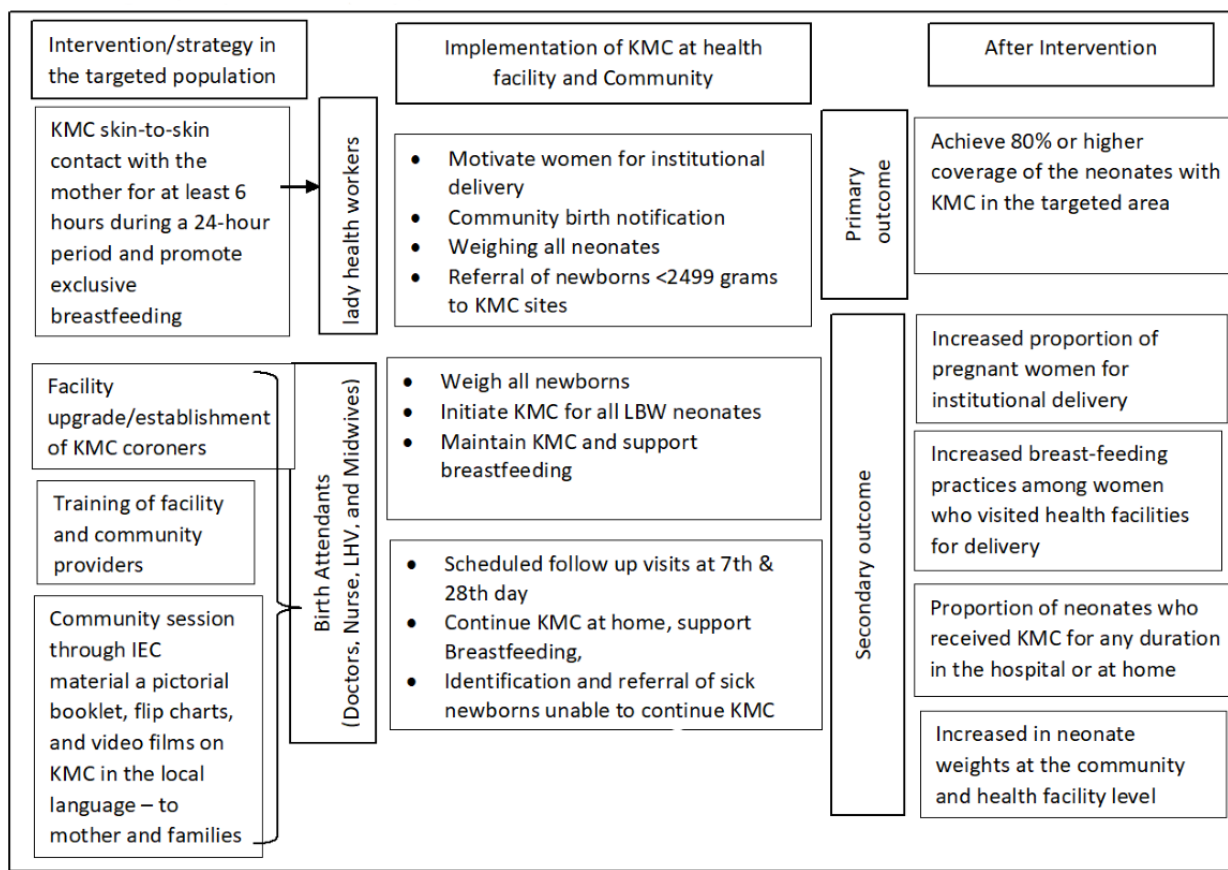 Intervention/strategy in
the targeted population
Implementation of KMC at health
facility and Community
After Intervention
KMC skin-to-skin
contact with the
mother for at least 6
hours during a 24-hour
period and promote
exclusive
breastfeeding
lady health workers
• Motivate women for institutional
delivery
• Community birth notification
• Weighing all neonates
• Referral of newborns <2499 grams
to KMC sites
Primary
outcome
Achieve 80% or higher
coverage of the neonates with
KMC in the targeted area
Facility
upgrade/establishment
of KMC coroners
Training of facility
and community
providers
Community session
through IEC
material a pictorial
booklet, flip charts,
and video films on
KMC in the local
language – to
mother and families
Birth Attendants
(Doctors, Nurse, LHV, and Midwives)
• Weigh all newborns
• Initiate KMC for all LBW neonates
• Maintain KMC and support
breastfeeding
• Scheduled follow up visits at 7th &
28th day
• Continue KMC at home, support
Breastfeeding,
• Identification and referral of sick
newborns unable to continue KMC
Secondary outcome
Increased proportion of
pregnant women for
institutional delivery
Increased breast-feeding
practices among women
who visited health facilities
for delivery
Proportion of neonates who
received KMC for any duration
in the hospital or at home
Increased in neonate
weights at the community
and health facility level